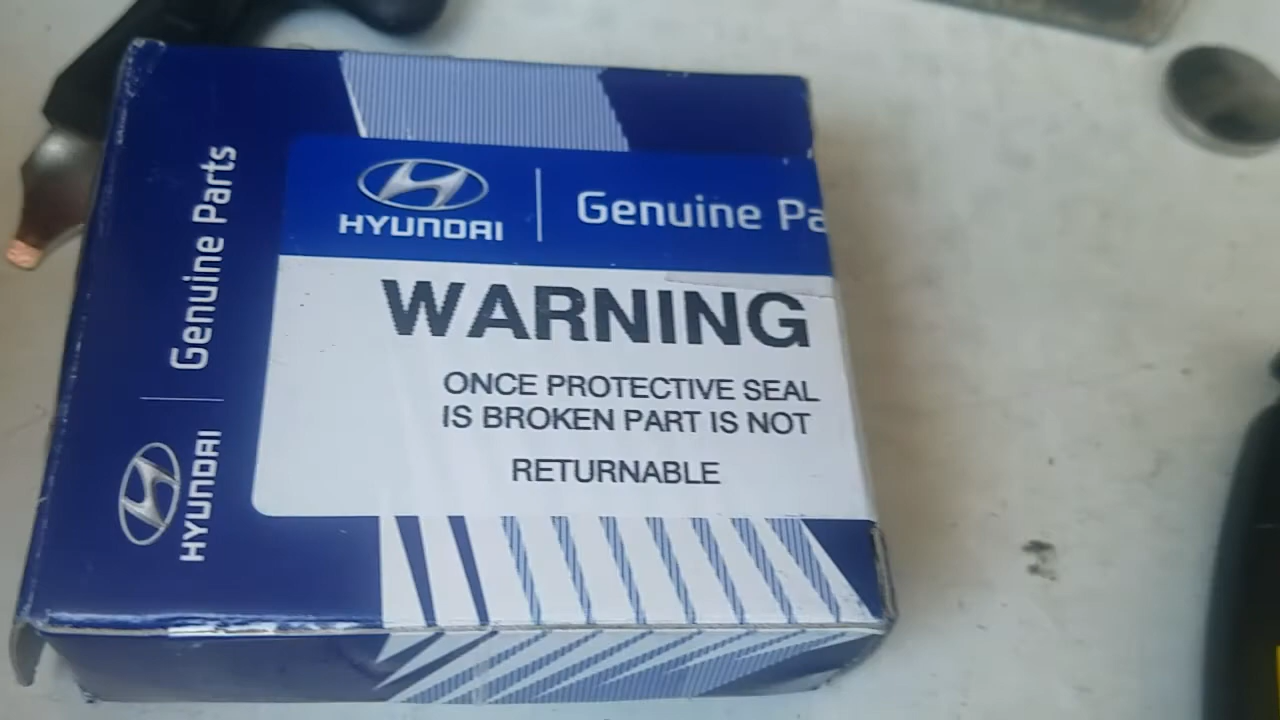 HYUNDAI
Genuine Pa
WARNING
ONCE PROTECTIVE SEAL
IS BROKEN PART IS NOT
RETURNABLE
HYUNDAI
Genuine Parts